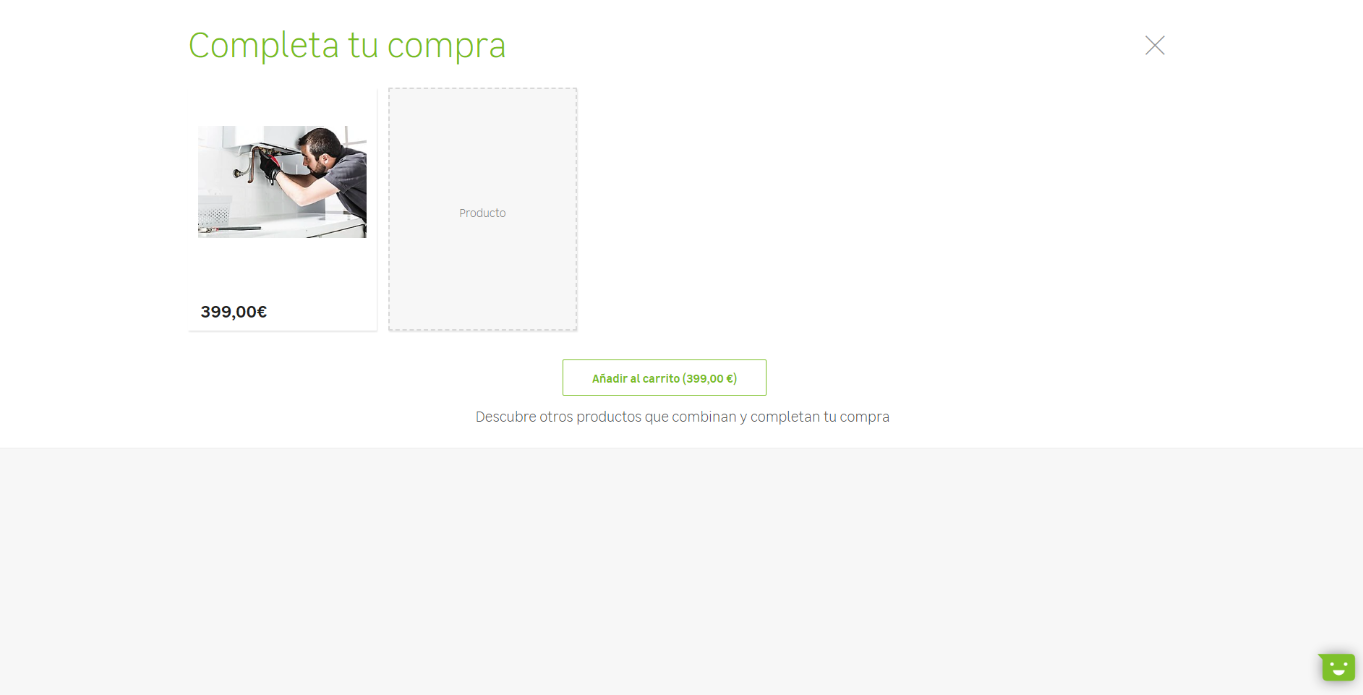 Completa tu compra
399,00€
Producto
Añadir al carrito (399,00 €)
Descubre otros productos que combinan y completan tu compra